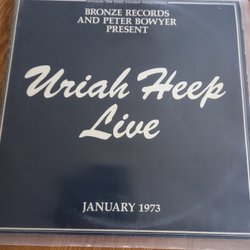 BRONZE RECORDS
AND PETER BOWYER
PRESENT
Uriah Heep
Live
JANUARY 1973